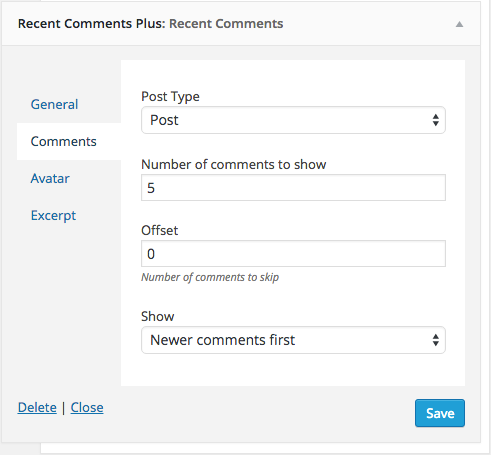 Recent Comments Plus: Recent Comments
General
Comments
Avatar
Excerpt
Post Type
Post
Number of comments to show
5
Offset
0
Number of comments to skip
Show
Newer comments first
Delete | Close
Save